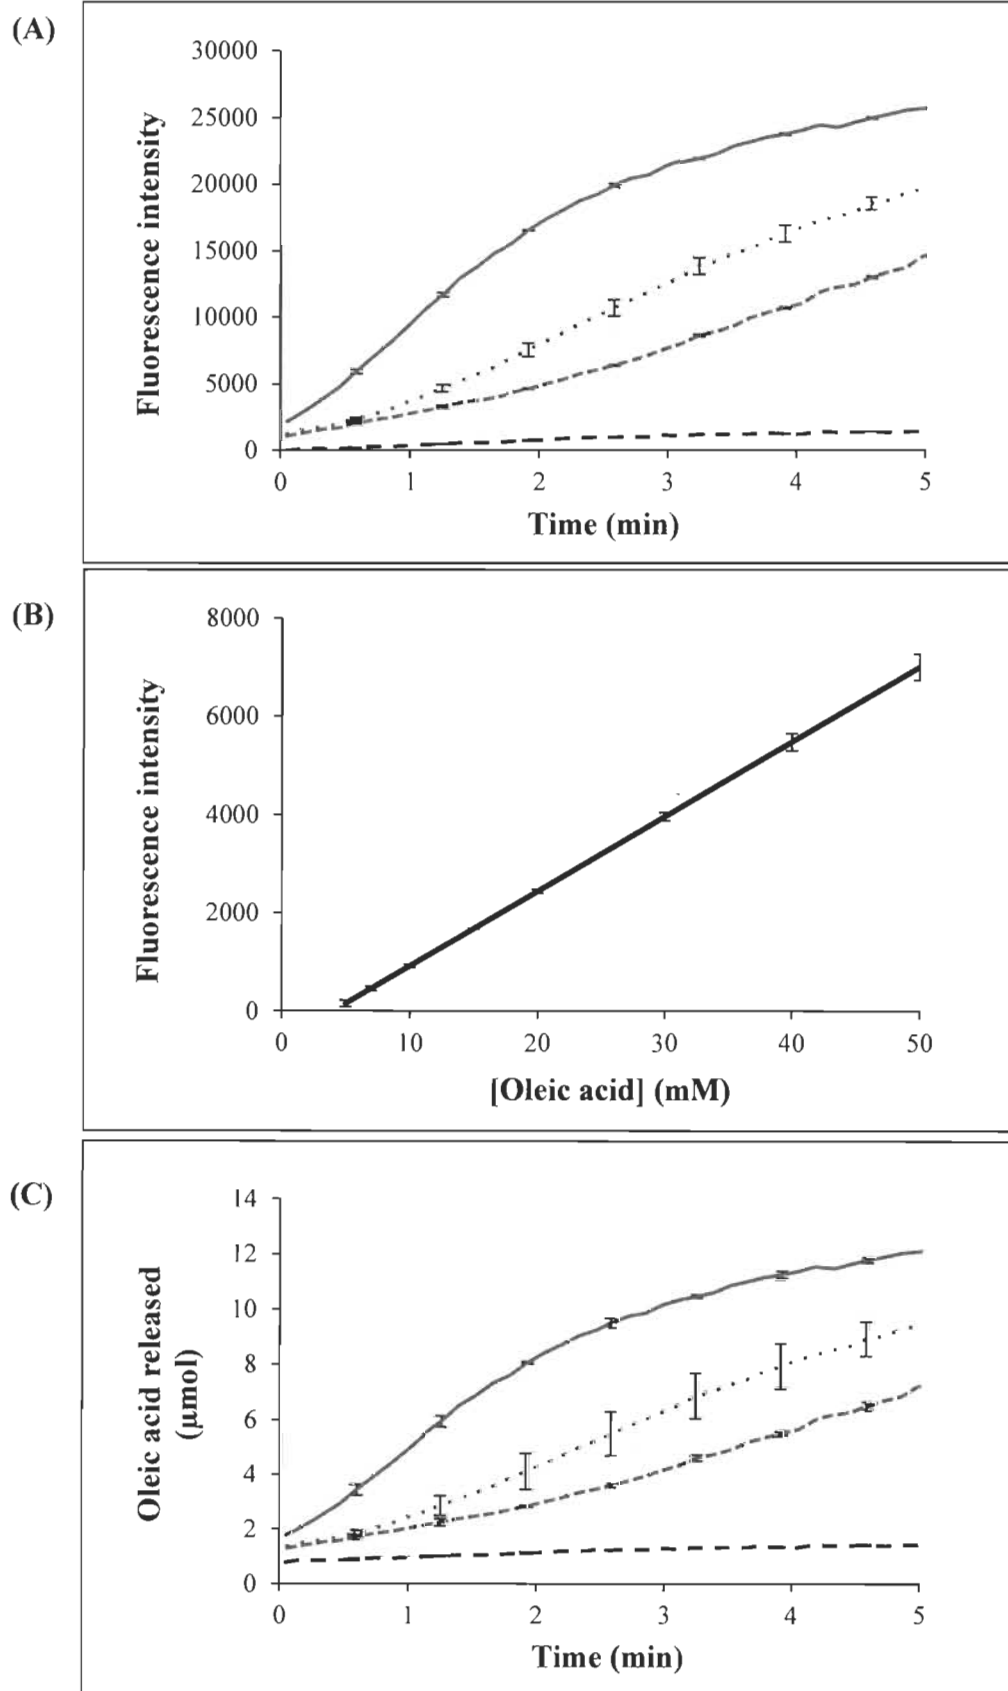 (A)
30000
25000
20000
15000
10000
5000
0
Fluorescence intensity
0 1 2 3 4 5
Time (min)
(B)
8000
6000
4000
2000
0
Fluorescence intensity
0 10 20 30 40 50
[Oleic acid] (mM)
(C)
14
12
10
8
6
4
2
0
Oleic acid released
(μmol)
0 1 2 3 4 5
Time (min)